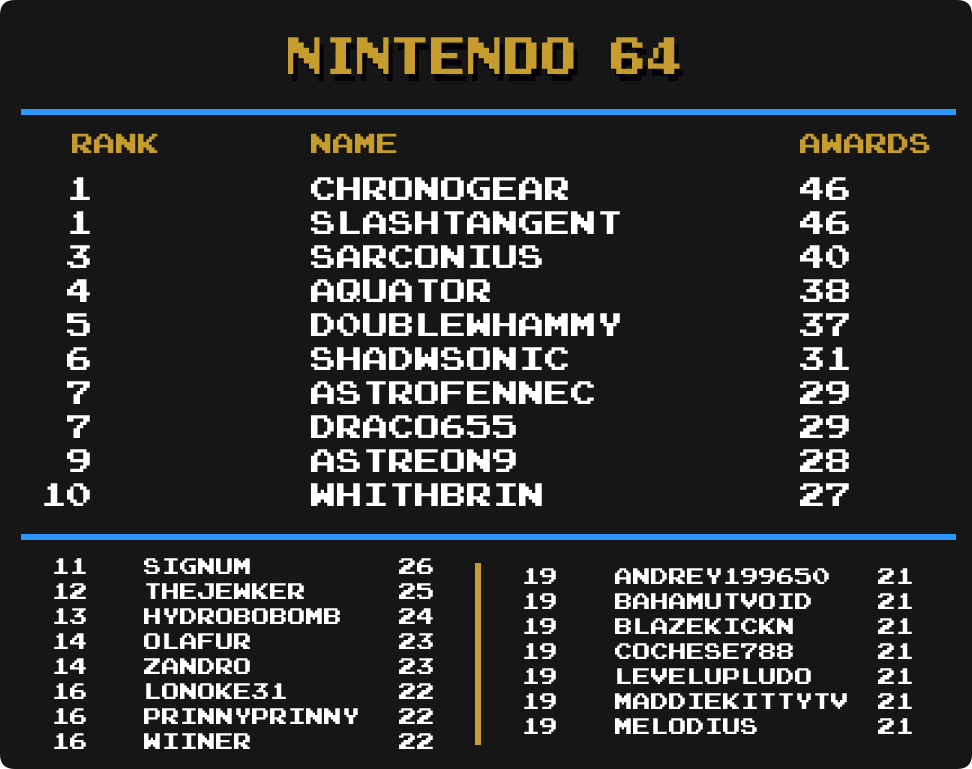 NINTENDO 64
RANK NAME AWARDS
1 CHRONOGEAR 46
1 SLASHTANGENT 46
3 SARCONIUS 40
4 AQUATOR 38
5 DOUBLEWHAMMY 37
6 SHADWSONIC 31
7 ASTROFENNEC 29
7 DRACO655 29
9 ASTREON9 28
10 WHITHBRIN 27
11 SIGNUM 26
12 THEJEWKER 25
13 HYDROBOBOMB 24
14 OLAFUR 23
14 ZANDRO 23
16 LONOKE31 22
16 PRINNYPRINNY 22
16 WIINER 22
19 ANDREY199650 21
19 BAHAMUTVOID 21
19 BLAZEKICKN 21
19 COCHESE788 21
19 LEVELUPLUDO 21
19 MADDIEKITTYTV 21
19 MELODIUS 21